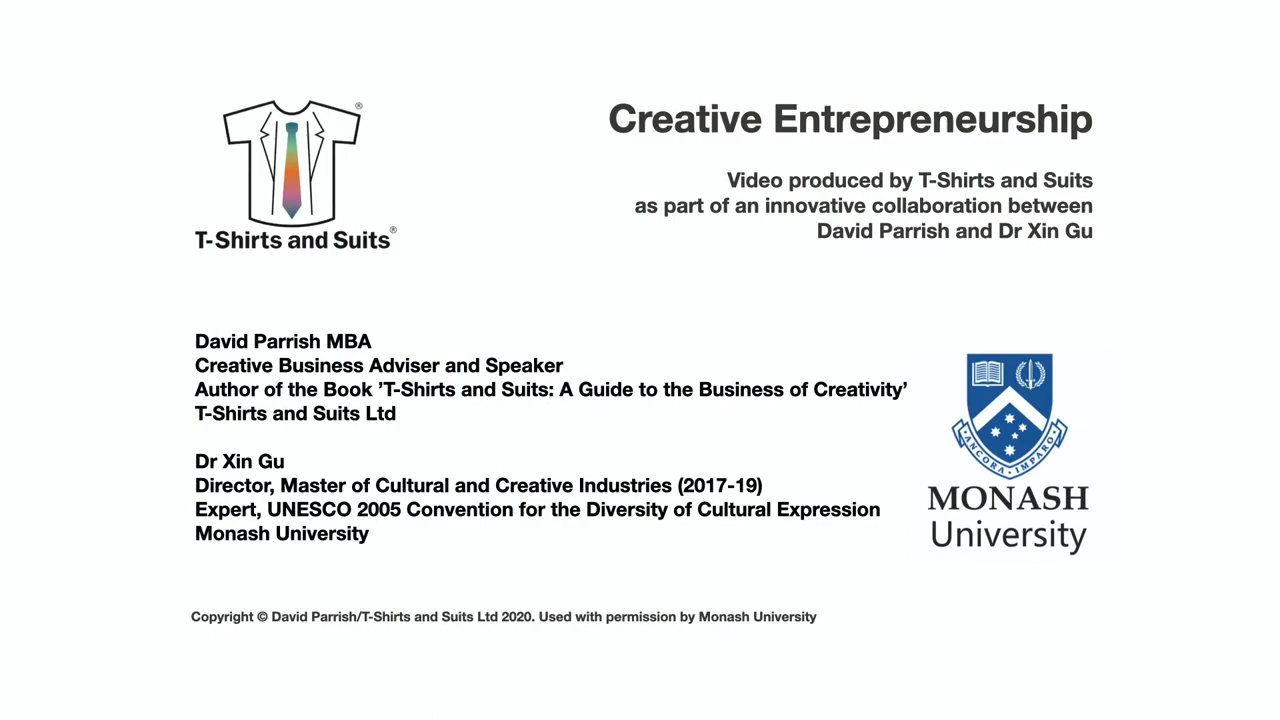 ®
T-Shirts and Suits®
Creative Entrepreneurship
Video produced by T-Shirts and Suits
as part of an innovative collaboration between
David Parrish and Dr Xin Gu
David Parrish MBA
Creative Business Adviser and Speaker
Author of the Book ’T-Shirts and Suits: A Guide to the Business of Creativity’
T-Shirts and Suits Ltd
Dr Xin Gu
Director, Master of Cultural and Creative Industries (2017-19)
Expert, UNESCO 2005 Convention for the Diversity of Cultural Expression
Monash University
ANCORA · IMPARO
MONASH
University
Copyright © David Parrish/T-Shirts and Suits Ltd 2020. Used with permission by Monash University